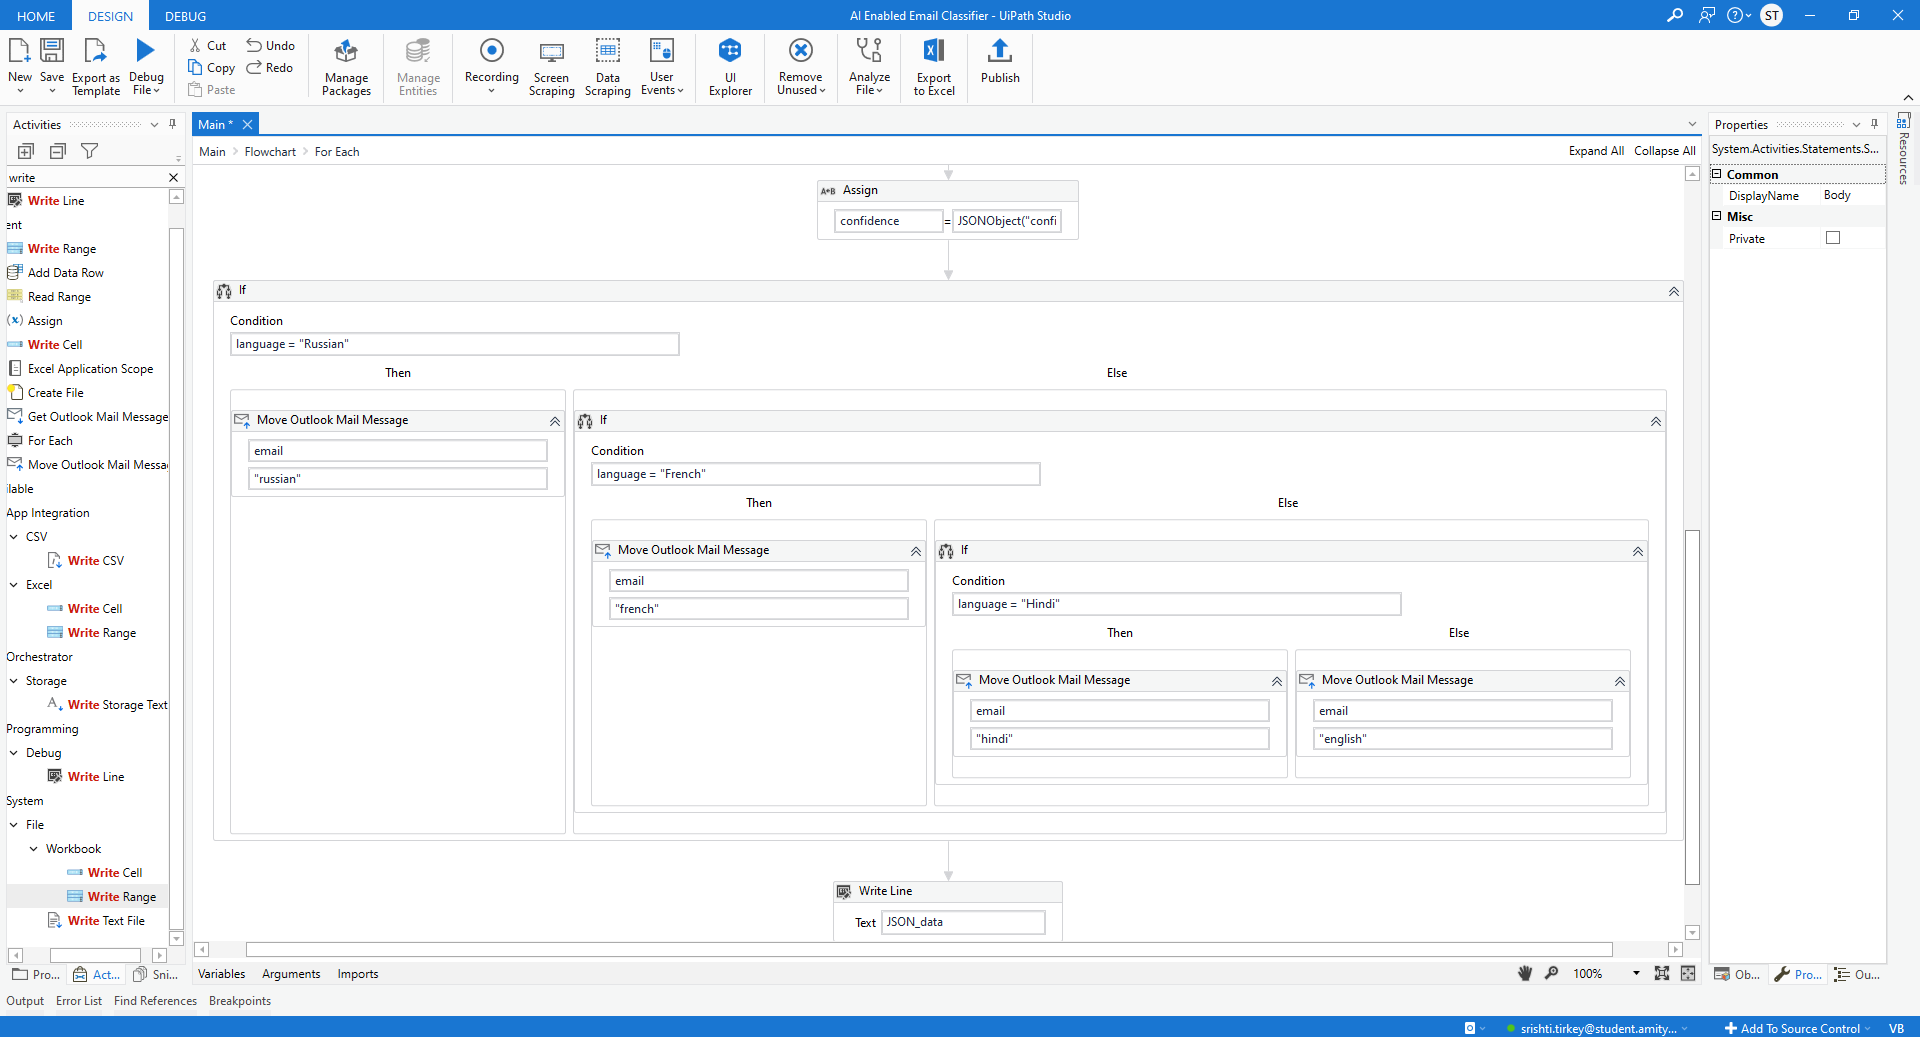 HOME DESIGN DEBUG AI Enabled Email Classifier - UiPath Studio ST
New Save Export as Template Debug File Cut Copy Paste Undo Redo Manage Packages Manage Entities Recording Screen Scraping Data Scraping User Events UI Explorer Remove Unused Analyze File Export to Excel Publish
Activities
write
Write Line
ent
Write Range
Add Data Row
Read Range
Assign
Write Cell
Excel Application Scope
Create File
Get Outlook Mail Message
For Each
Move Outlook Mail Messa
ilable
App Integration
CSV
Write CSV
Excel
Write Cell
Write Range
Orchestrator
Storage
Write Storage Text
Programming
Debug
Write Line
System
File
Workbook
Write Cell
Write Range
Write Text File
Pro... Act... Sni...
Main *
Main > Flowchart > For Each
Expand All Collapse All
A+B Assign
confidence = JSONObject("confi
If
Condition
language = "Russian"
Then Else
Move Outlook Mail Message
email
"russian"
If
Condition
language = "French"
Then Else
Move Outlook Mail Message
email
"french"
If
Condition
language = "Hindi"
Then Else
Move Outlook Mail Message
email
"hindi"
Move Outlook Mail Message
email
"english"
Write Line
Text JSON_data
Variables Arguments Imports 100%
Properties
System.Activities.Statements.S...
Common
DisplayName Body
Misc
Private
Resources
Ob... Pro... Ou...
Output Error List Find References Breakpoints
srishti.tirkey@student.amity... Add To Source Control VB